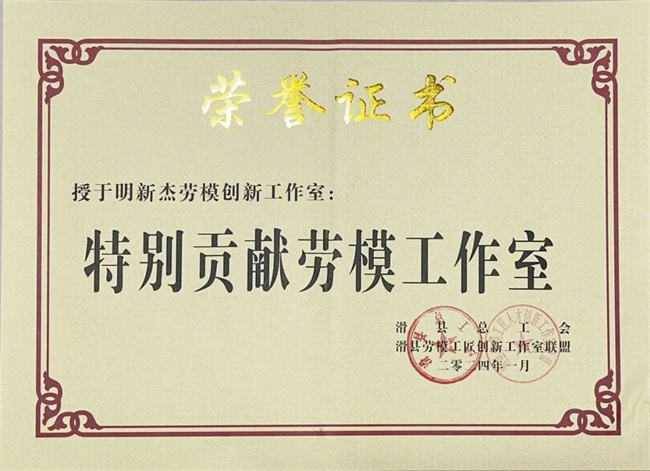 荣誉证书
授于明新杰劳模创新工作室：
特别贡献劳模工作室
滑县总工会
滑县劳模工匠创新工作室联盟
二零二四年一月